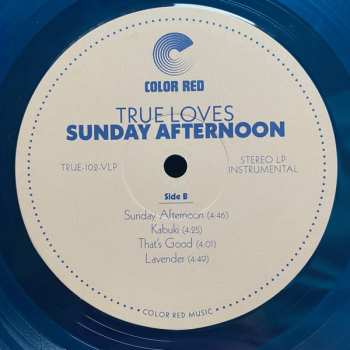 COLOR RED
TRUE LOVES
SUNDAY AFTERNOON
TRUE-102-VLP
STEREO LP
INSTRUMENTAL
Side B
Sunday Afternoon (4:46)
Kabuki (4:25)
That's Good (4:01)
Lavender (4:49)
COLOR RED MUSIC